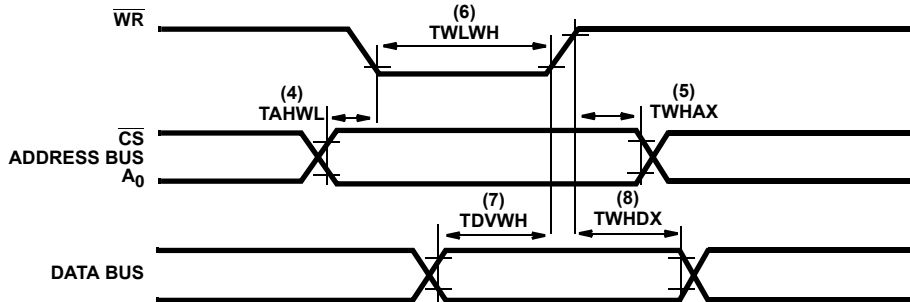 WR
(6)
TWLWH
(4)
TAHWL
(5)
TWHAX
CS
ADDRESS BUS
A0
(7)
TDVWH
(8)
TWHDX
DATA BUS